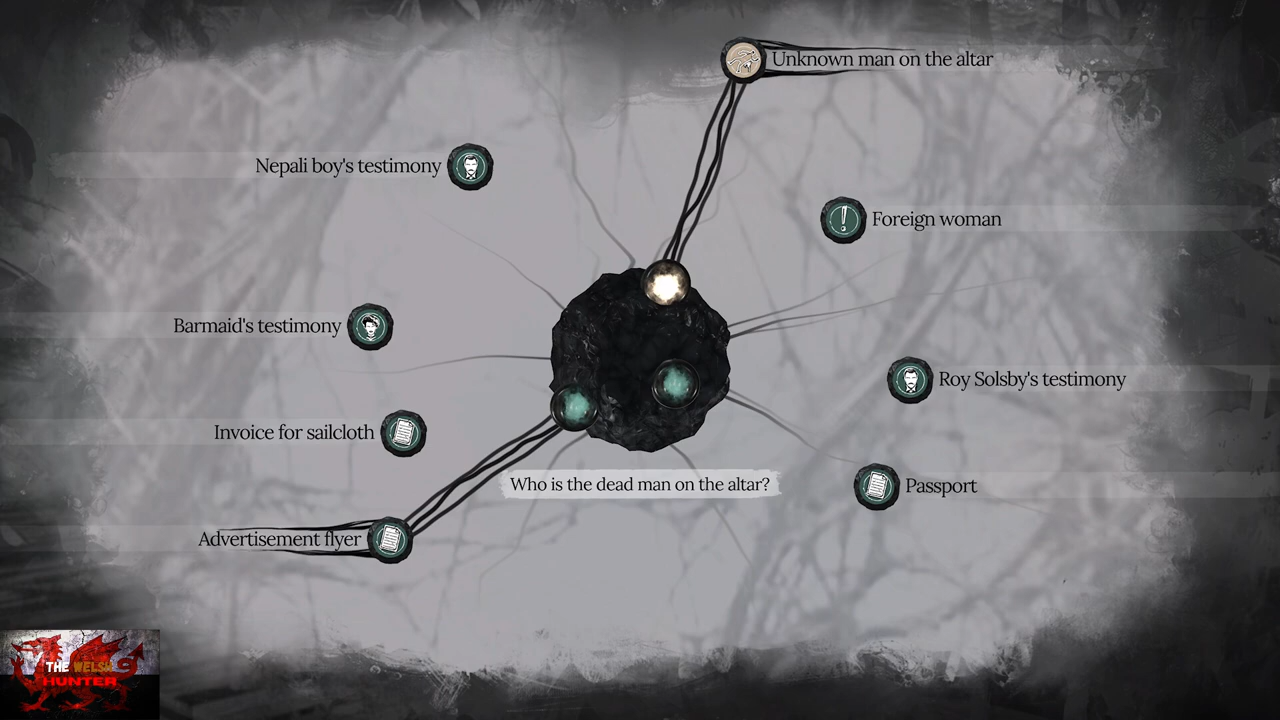 Unknown man on the altar
Nepali boy's testimony
Foreign woman
Barmaid's testimony
Roy Solsby's testimony
Invoice for sailcloth
Who is the dead man on the altar?
Passport
Advertisement flyer
THE WELSH
HUNTER